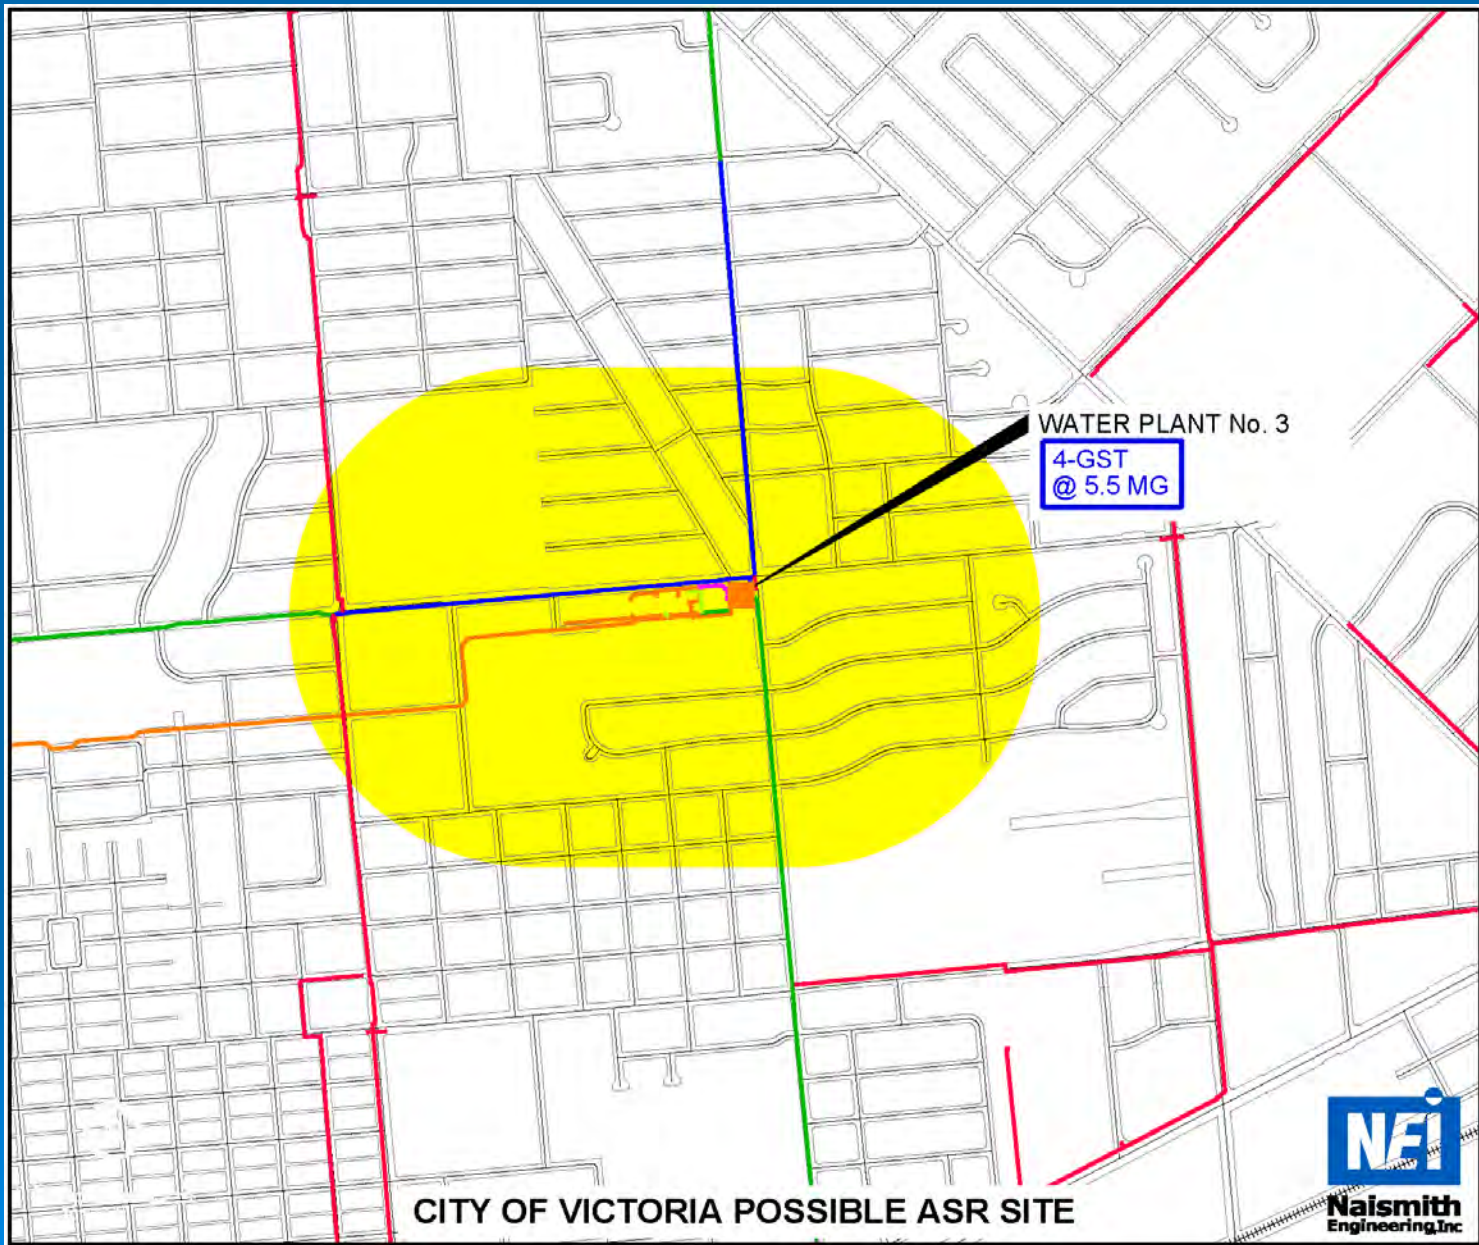 WATER PLANT No. 3
4-GST
@ 5.5 MG
CITY OF VICTORIA POSSIBLE ASR SITE
NEi
Naismith
Engineering,Inc